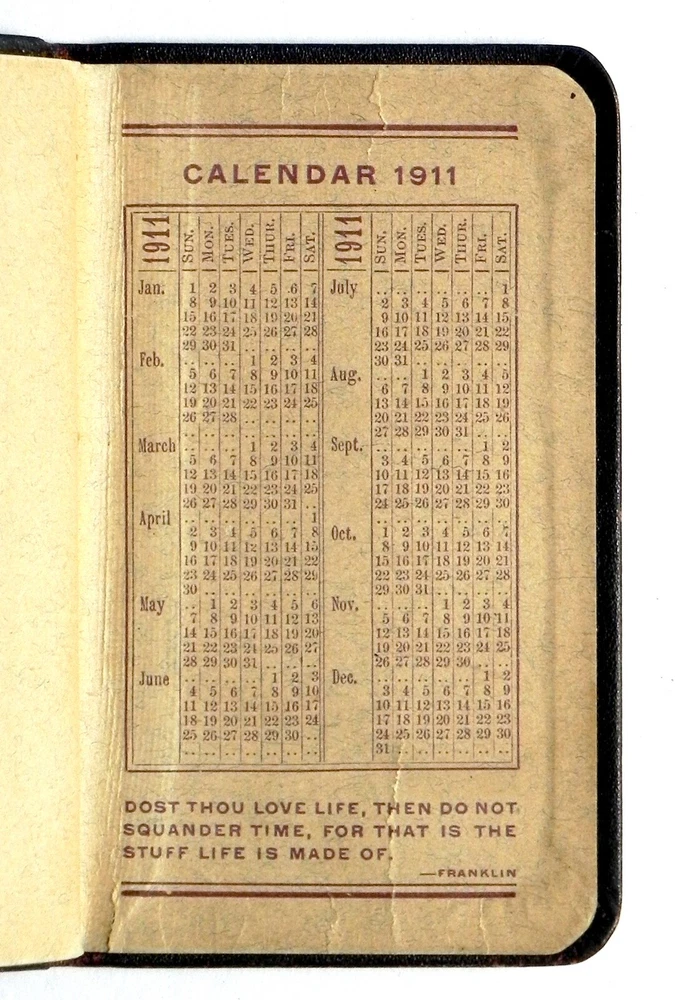 CALENDAR 1911
1911 SUN. MON. TUES. WED. THUR. FRI. SAT.
Jan. 1 2 3 4 5 6 7
8 9 10 11 12 13 14
15 16 17 18 19 20 21
22 23 24 25 26 27 28
29 30 31 .. .. .. ..
Feb. .. .. .. 1 2 3 4
5 6 7 8 9 10 11
12 13 14 15 16 17 18
19 20 21 22 23 24 25
26 27 28 .. .. .. ..
.. .. .. .. .. .. ..
March .. .. .. 1 2 3 4
5 6 7 8 9 10 11
12 13 14 15 16 17 18
19 20 21 22 23 24 25
26 27 28 29 30 31 ..
April .. .. .. .. .. .. 1
2 3 4 5 6 7 8
9 10 11 12 13 14 15
16 17 18 19 20 21 22
23 24 25 26 27 28 29
30 .. .. .. .. .. ..
May .. 1 2 3 4 5 6
7 8 9 10 11 12 13
14 15 16 17 18 19 20
21 22 23 24 25 26 27
28 29 30 31 .. .. ..
June .. .. .. .. 1 2 3
4 5 6 7 8 9 10
11 12 13 14 15 16 17
18 19 20 21 22 23 24
25 26 27 28 29 30 ..
.. .. .. .. .. .. ..
1911 SUN. MON. TUES. WED. THUR. FRI. SAT.
July .. .. .. .. .. .. 1
2 3 4 5 6 7 8
9 10 11 12 13 14 15
16 17 18 19 20 21 22
23 24 25 26 27 28 29
30 31 .. .. .. .. ..
Aug. .. .. 1 2 3 4 5
6 7 8 9 10 11 12
13 14 15 16 17 18 19
20 21 22 23 24 25 26
27 28 29 30 31 .. ..
Sept. .. .. .. .. .. 1 2
3 4 5 6 7 8 9
10 11 12 13 14 15 16
17 18 19 20 21 22 23
24 25 26 27 28 29 30
.. .. .. .. .. .. ..
Oct. 1 2 3 4 5 6 7
8 9 10 11 12 13 14
15 16 17 18 19 20 21
22 23 24 25 26 27 28
29 30 31 .. .. .. ..
Nov. .. .. .. 1 2 3 4
5 6 7 8 9 10 11
12 13 14 15 16 17 18
19 20 21 22 23 24 25
26 27 28 29 30 .. ..
Dec. .. .. .. .. .. 1 2
3 4 5 6 7 8 9
10 11 12 13 14 15 16
17 18 19 20 21 22 23
24 25 26 27 28 29 30
31 .. .. .. .. .. ..
DOST THOU LOVE LIFE, THEN DO NOT
SQUANDER TIME, FOR THAT IS THE
STUFF LIFE IS MADE OF.
—FRANKLIN